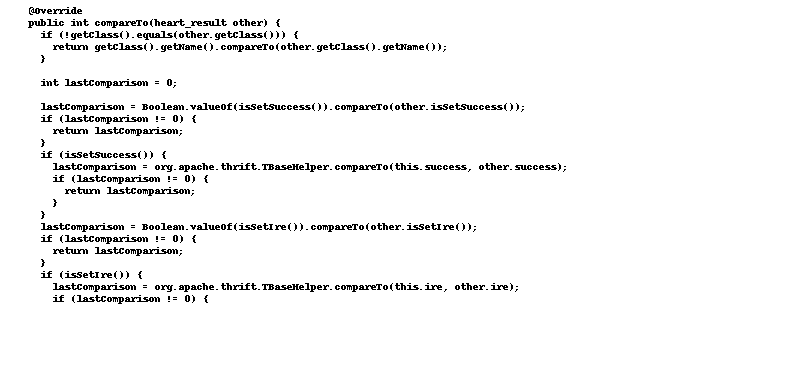 @Override
public int compareTo(heart_result other) {
if (!getClass().equals(other.getClass())) {
return getClass().getName().compareTo(other.getClass().getName());
}
int lastComparison = 0;
lastComparison = Boolean.valueOf(isSetSuccess()).compareTo(other.isSetSuccess());
if (lastComparison != 0) {
return lastComparison;
}
if (isSetSuccess()) {
lastComparison = org.apache.thrift.TBaseHelper.compareTo(this.success, other.success);
if (lastComparison != 0) {
return lastComparison;
}
}
lastComparison = Boolean.valueOf(isSetIre()).compareTo(other.isSetIre());
if (lastComparison != 0) {
return lastComparison;
}
if (isSetIre()) {
lastComparison = org.apache.thrift.TBaseHelper.compareTo(this.ire, other.ire);
if (lastComparison != 0) {